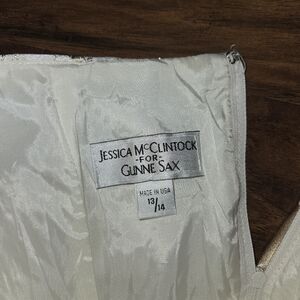 JESSICA MCCLINTOCK
-FOR-
GUNNE SAX
MADE IN USA
13/14